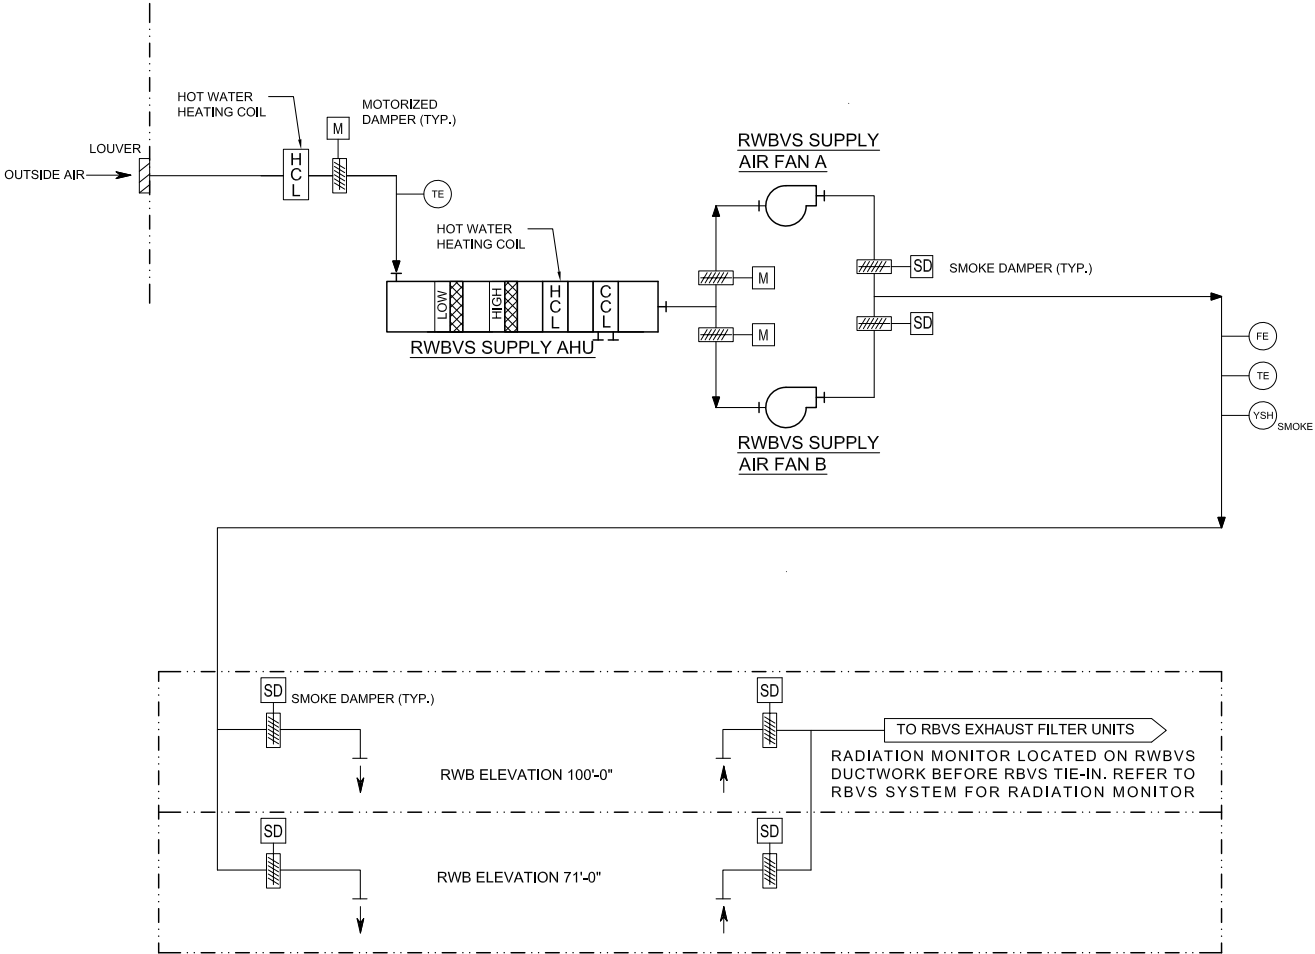 HOT WATER
HEATING COIL
MOTORIZED
DAMPER (TYP.)
M
LOUVER
OUTSIDE AIR
HCL
TE
HOT WATER
HEATING COIL
LOW
HIGH
HCL
CCL
RWBVS SUPPLY AHU
RWBVS SUPPLY
AIR FAN A
M
M
SD
SMOKE DAMPER (TYP.)
SD
RWBVS SUPPLY
AIR FAN B
FE
TE
YSH
SMOKE
SD
SMOKE DAMPER (TYP.)
SD
RWB ELEVATION 100'-0"
TO RBVS EXHAUST FILTER UNITS
RADIATION MONITOR LOCATED ON RWBVS
DUCTWORK BEFORE RBVS TIE-IN. REFER TO
RBVS SYSTEM FOR RADIATION MONITOR
SD
SD
RWB ELEVATION 71'-0"